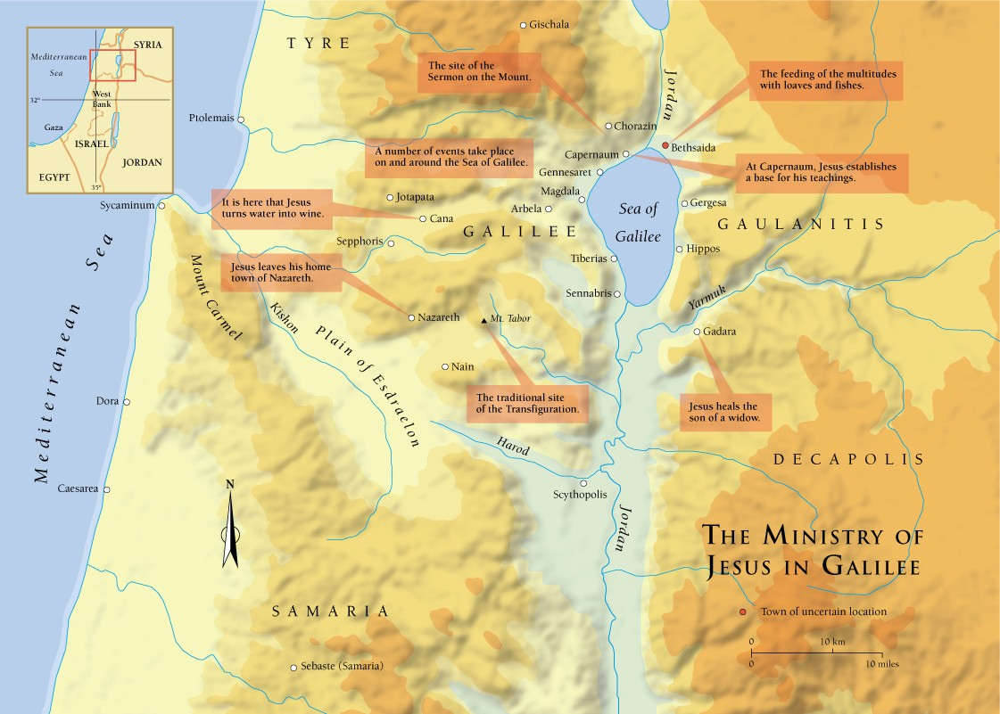 Gischala
TYRE
SYRIA
Mediterranean
Sea
32°
West
Bank
Gaza
ISRAEL
JORDAN
EGYPT
35°
The site of the
Sermon on the Mount.
Jordan
The feeding of the multitudes
with loaves and fishes.
Ptolemais
Chorazin
Bethsaida
A number of events take place
on and around the Sea of Galilee.
Capernaum
At Capernaum, Jesus establishes
a base for his teachings.
Gennesaret
Magdala
Jotapata
It is here that Jesus
turns water into wine.
Sycaminum
Arbela
Sea of
Galilee
Gergesa
Cana
GALILEE
GAULANITIS
Sepphoris
Hippos
Tiberias
Jesus leaves his home
town of Nazareth.
Mount Carmel
Sennabris
Yarmuk
Kishon
Nazareth
Mt. Tabor
Gadara
Plain of Esdraelon
Nain
Mediterranean Sea
Dora
The traditional site
of the Transfiguration.
Jesus heals the
son of a widow.
Harod
DECAPOLIS
Caesarea
N
Scythopolis
Jordan
THE MINISTRY OF
JESUS IN GALILEE
SAMARIA
Town of uncertain location
0 10 km
0 10 miles
Sebaste (Samaria)